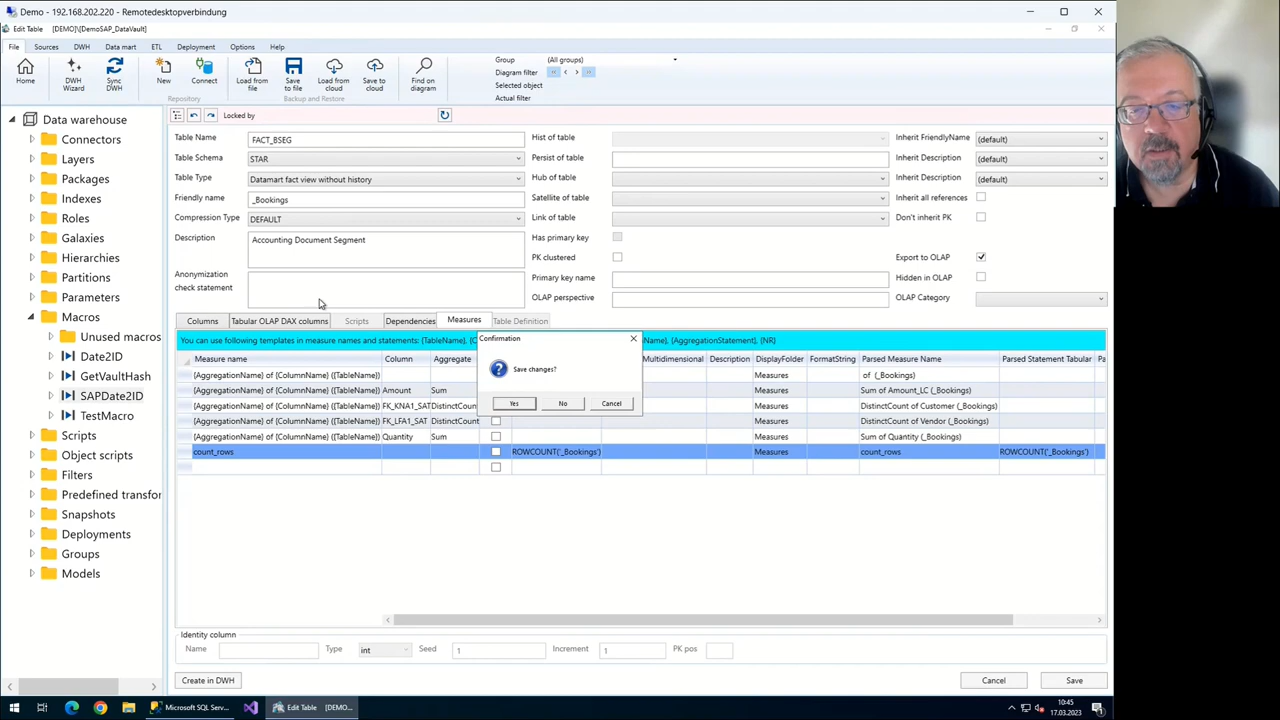 Demo - 192.168.202.220 - Remotedesktopverbindung
Edit Table [DEMO]\[DemoSAP_DataVault]
File Sources DWH Data mart ETL Deployment Options Help
Home DWH Wizard Sync DWH New Connect Load from file Save to file Load from cloud Save to cloud Find on diagram
Repository Backup and Restore
Group (All groups)
Diagram filter
Selected object
Actual filter
Locked by
Data warehouse
Connectors
Layers
Packages
Indexes
Roles
Galaxies
Hierarchies
Partitions
Parameters
Macros
Unused macros
Date2ID
GetVaultHash
SAPDate2ID
TestMacro
Scripts
Object scripts
Filters
Predefined transfor
Snapshots
Deployments
Groups
Models
Table Name FACT_BSEG
Table Schema STAR
Table Type Datamart fact view without history
Friendly name _Bookings
Compression Type DEFAULT
Description Accounting Document Segment
Anonymization check statement
Hist of table
Persist of table
Hub of table
Satellite of table
Link of table
Has primary key
PK clustered
Primary key name
OLAP perspective
Inherit FriendlyName (default)
Inherit Description (default)
Inherit Description (default)
Inherit all references
Don't inherit PK
Export to OLAP
Hidden in OLAP
OLAP Category
Columns Tabular OLAP DAX columns Scripts Dependencies Measures Table Definition
You can use following templates in measure names and statements: {TableName}, {C Name}, {AggregationStatement}, {NR}
Measure name Column Aggregate Multidimensional Description DisplayFolder FormatString Parsed Measure Name Parsed Statement Tabular Pa
{AggregationName} of {ColumnName} ({TableName}) Measures of (_Bookings)
{AggregationName} of {ColumnName} ({TableName}) Amount Sum Measures Sum of Amount_LC (_Bookings)
{AggregationName} of {ColumnName} ({TableName}) FK_KNA1_SAT DistinctCount Measures DistinctCount of Customer (_Bookings)
{AggregationName} of {ColumnName} ({TableName}) FK_LFA1_SAT DistinctCount Measures DistinctCount of Vendor (_Bookings)
{AggregationName} of {ColumnName} ({TableName}) Quantity Sum Measures Sum of Quantity (_Bookings)
count_rows ROWCOUNT('_Bookings') Measures count_rows ROWCOUNT('_Bookings')
Confirmation
Save changes?
Yes No Cancel
Identity column
Name Type int Seed 1 Increment 1 PK pos
Create in DWH Cancel Save
Microsoft SQL Serv... Edit Table [DEMO... 10:45
17.03.2023